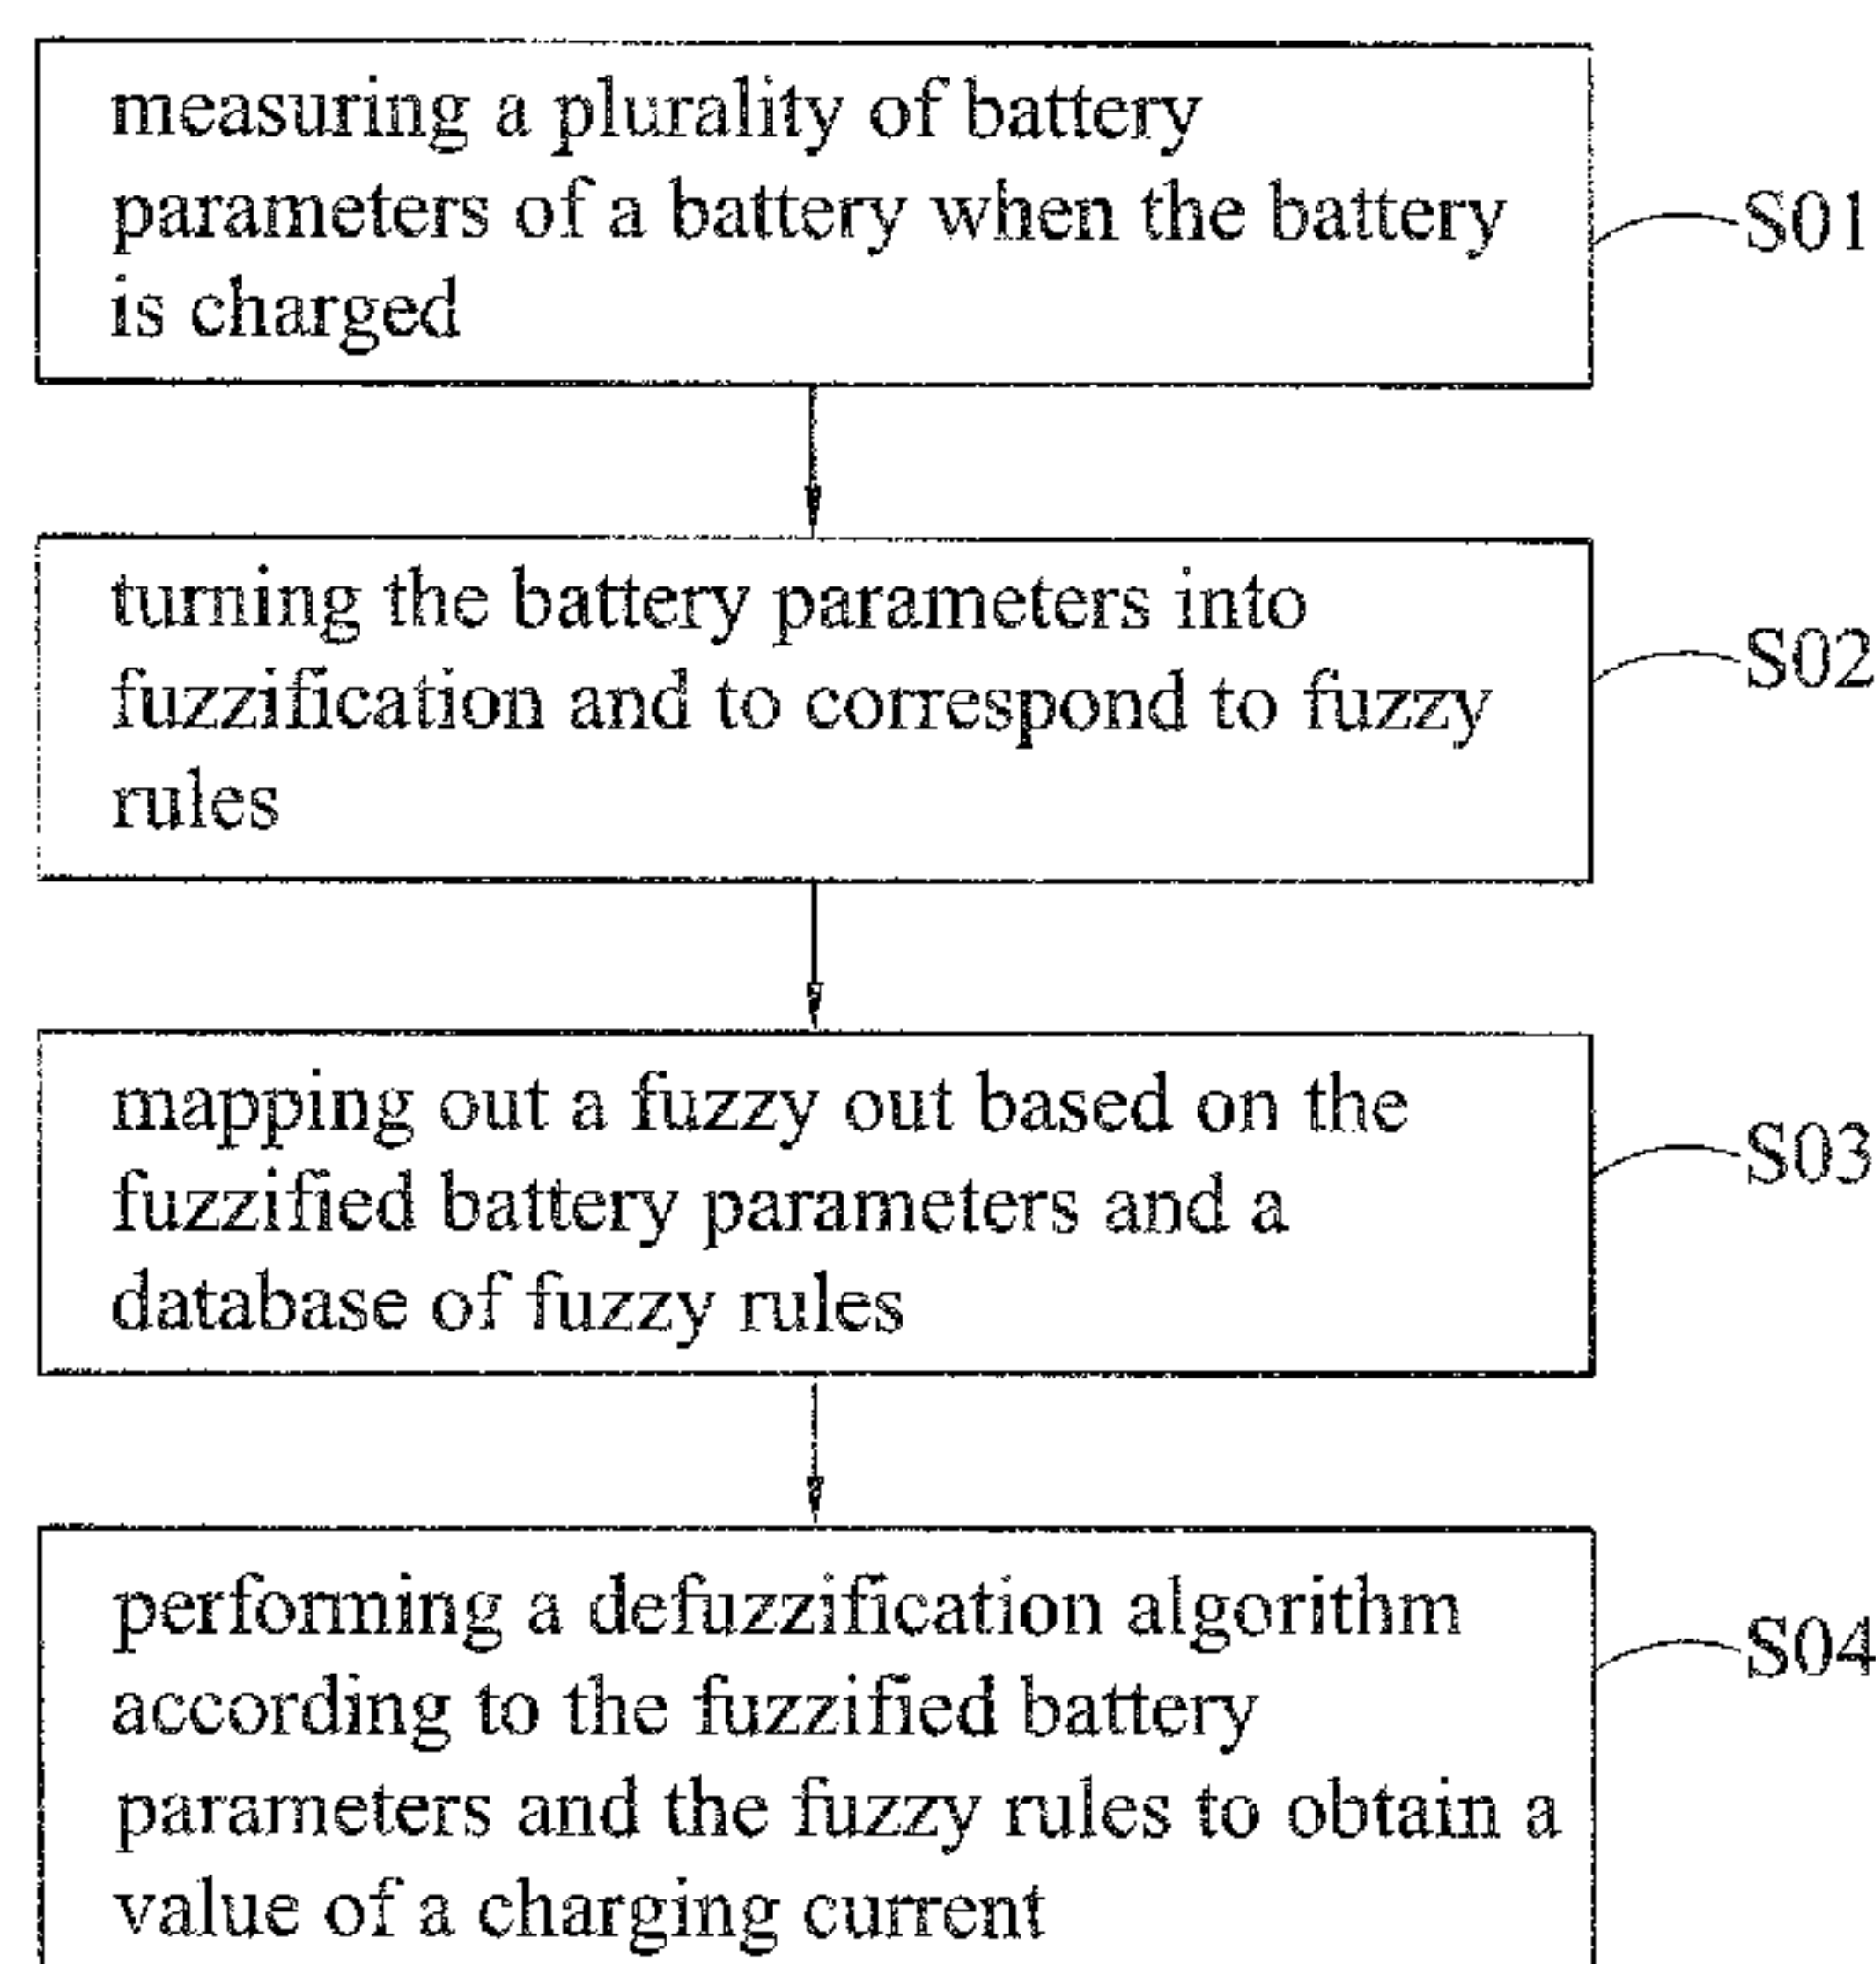 measuring a plurality of battery
parameters of a battery when the battery
is charged
S01
turning the battery parameters into
fuzzification and to correspond to fuzzy
rules
S02
mapping out a fuzzy out based on the
fuzzified battery parameters and a
database of fuzzy rules
S03
performing a defuzzification algorithm
according to the fuzzified battery
parameters and the fuzzy rules to obtain a
value of a charging current
S04